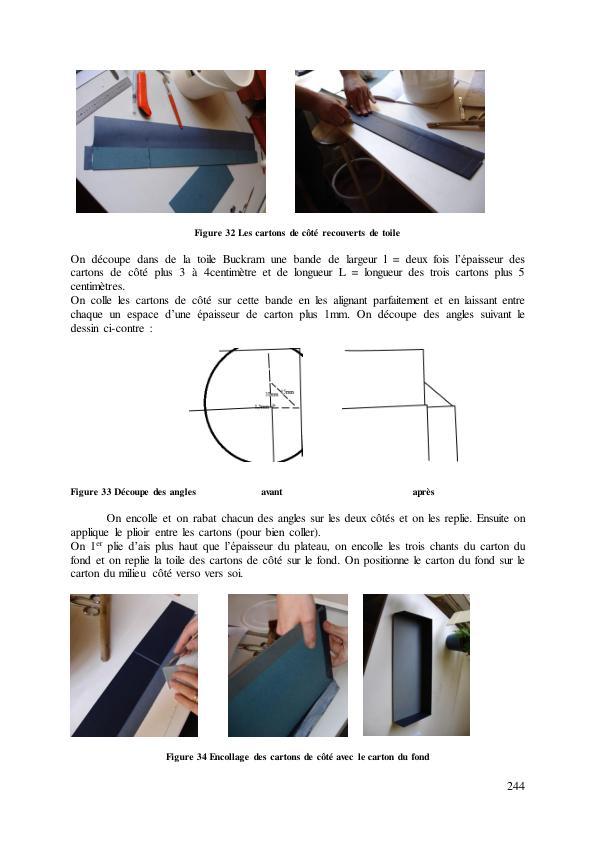 Figure 32 Les cartons de côté recouverts de toile
On découpe dans de la toile Buckram une bande de largeur l = deux fois l'épaisseur des
cartons de côté plus 3 à 4centimètre et de longueur L = longueur des trois cartons plus 5
centimètres.
On colle les cartons de côté sur cette bande en les alignant parfaitement et en laissant entre
chaque un espace d'une épaisseur de carton plus 1mm. On découpe des angles suivant le
dessin ci-contre :
Figure 33 Découpe des angles avant après
On encolle et on rabat chacun des angles sur les deux côtés et on les replie. Ensuite on
applique le plioir entre les cartons (pour bien coller).
On 1er plie d'ais plus haut que l'épaisseur du plateau, on encolle les trois chants du carton du
fond et on replie la toile des cartons de côté sur le fond. On positionne le carton du fond sur le
carton du milieu côté verso vers soi.
Figure 34 Encollage des cartons de côté avec le carton du fond
244